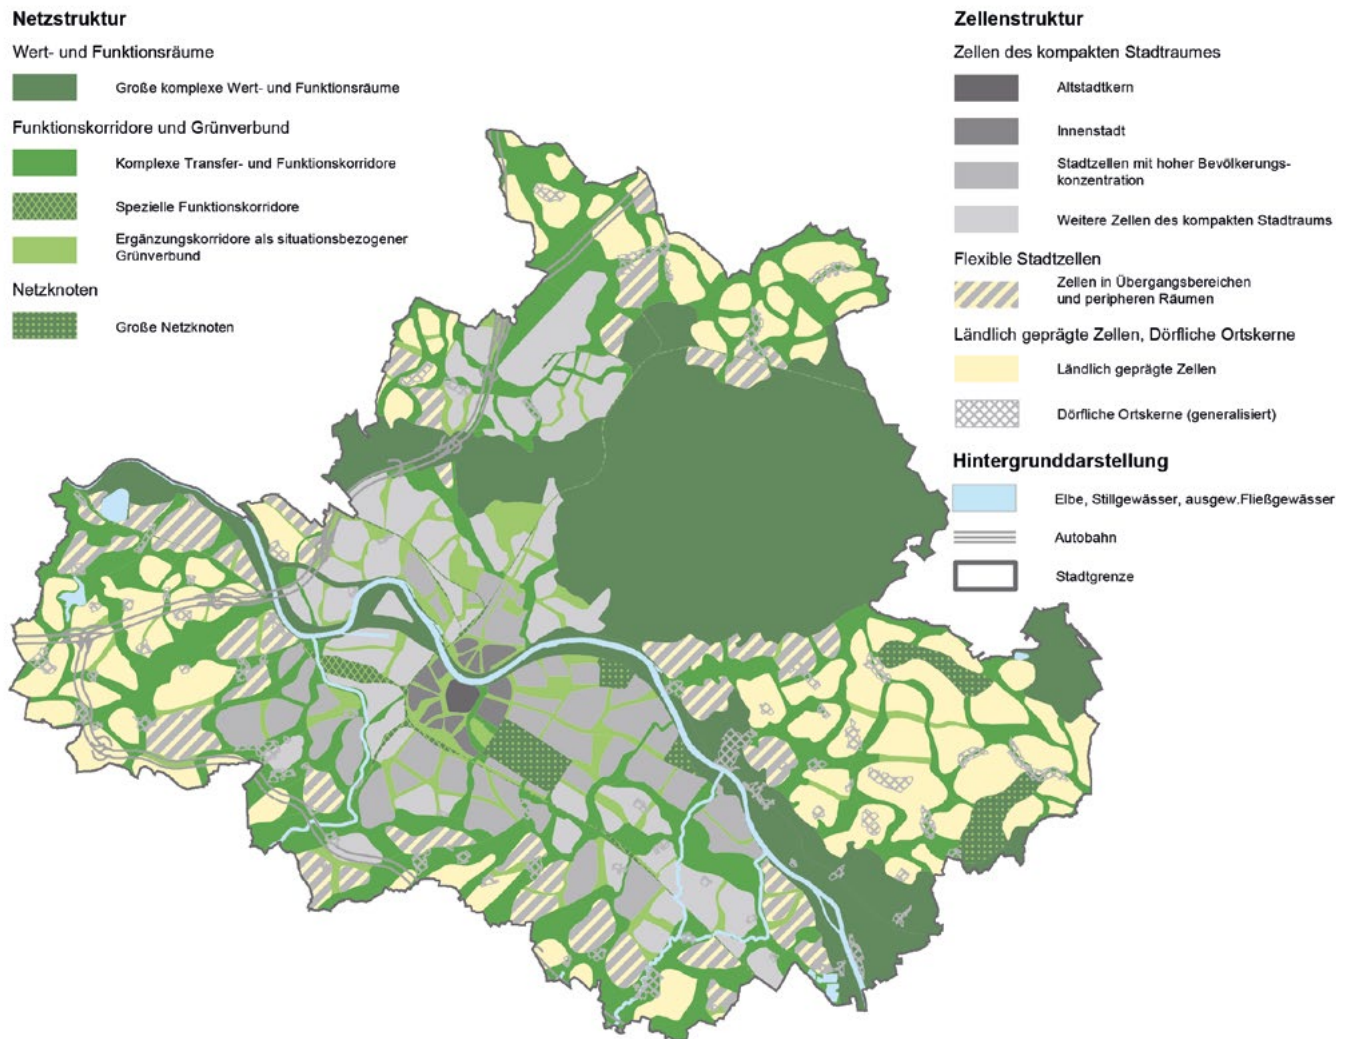 Netzstruktur
Wert- und Funktionsräume
Große komplexe Wert- und Funktionsräume
Funktionskorridore und Grünverbund
Komplexe Transfer- und Funktionskorridore
Spezielle Funktionskorridore
Ergänzungskorridore als situationsbezogener
Grünverbund
Netzknoten
Große Netzknoten
Zellenstruktur
Zellen des kompakten Stadtraumes
Altstadtkern
Innenstadt
Stadtzellen mit hoher Bevölkerungs-
konzentration
Weitere Zellen des kompakten Stadtraums
Flexible Stadtzellen
Zellen in Übergangsbereichen
und peripheren Räumen
Ländlich geprägte Zellen, Dörfliche Ortskerne
Ländlich geprägte Zellen
Dörfliche Ortskerne (generalisiert)
Hintergrunddarstellung
Elbe, Stillgewässer, ausgew.Fließgewässer
Autobahn
Stadtgrenze